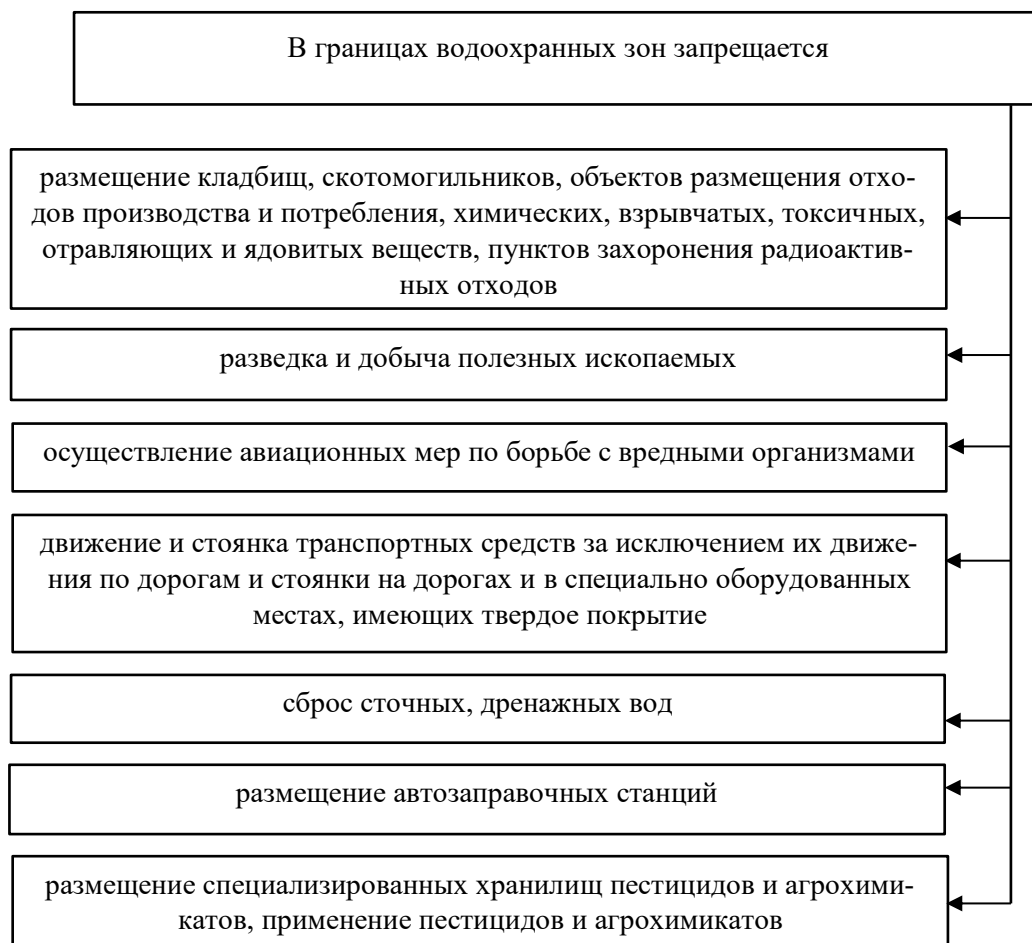 В границах водоохранных зон запрещается
размещение кладбищ, скотомогильников, объектов размещения отхо-
дов производства и потребления, химических, взрывчатых, токсичных,
отравляющих и ядовитых веществ, пунктов захоронения радиоактив-
ных отходов
разведка и добыча полезных ископаемых
осуществление авиационных мер по борьбе с вредными организмами
движение и стоянка транспортных средств за исключением их движе-
ния по дорогам и стоянки на дорогах и в специально оборудованных
местах, имеющих твердое покрытие
сброс сточных, дренажных вод
размещение автозаправочных станций
размещение специализированных хранилищ пестицидов и агрохими-
катов, применение пестицидов и агрохимикатов